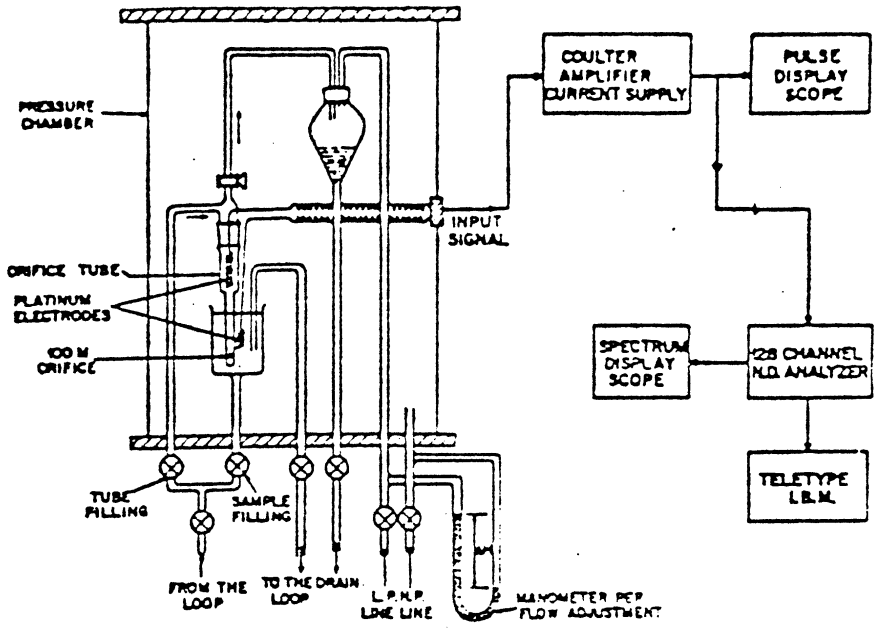 PRESSURE
CHAMBER
COULTER
AMPLIFIER
CURRENT SUPPLY
PULSE
DISPLAY
SCOPE
INPUT
SIGNAL
ORIFICE TUBE
PLATINUM
ELECTRODES
100 M
ORIFICE
SPECTRUM
DISPLAY
SCOPE
128 CHANNEL
N.D. ANALYZER
TELETYPE
I.B.M.
TUBE
FILLING
SAMPLE
FILLING
FROM THE
LOOP
TO THE
LOOP
DRAIN
L.P.
LINE
H.P.
LINE
MANOMETER PER
FLOW ADJUSTMENT